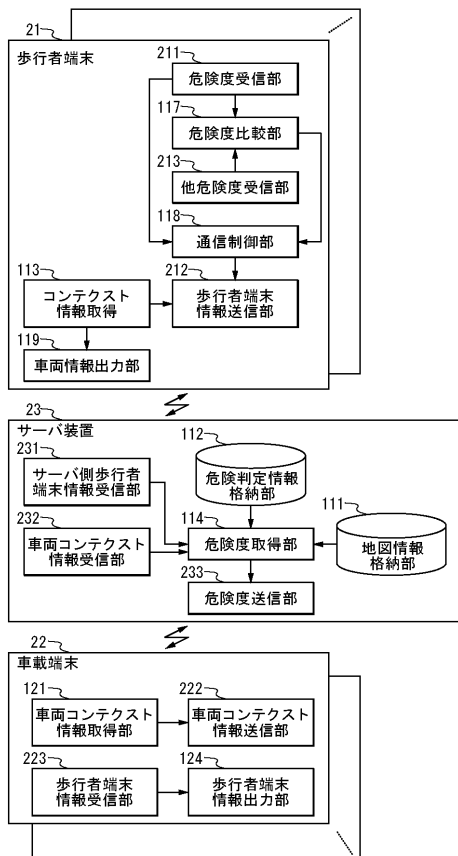 21
歩行者端末
211
危険度受信部
117
危険度比較部
213
他危険度受信部
118
通信制御部
113
コンテクスト
情報取得
212
歩行者端末
情報送信部
119
車両情報出力部
23
サーバ装置
231
サーバ側歩行者
端末情報受信部
112
危険判定情報
格納部
232
車両コンテクスト
情報受信部
114
危険度取得部
111
地図情報
格納部
233
危険度送信部
22
車載端末
121
車両コンテクスト
情報取得部
222
車両コンテクスト
情報送信部
223
歩行者端末
情報受信部
124
歩行者端末
情報出力部